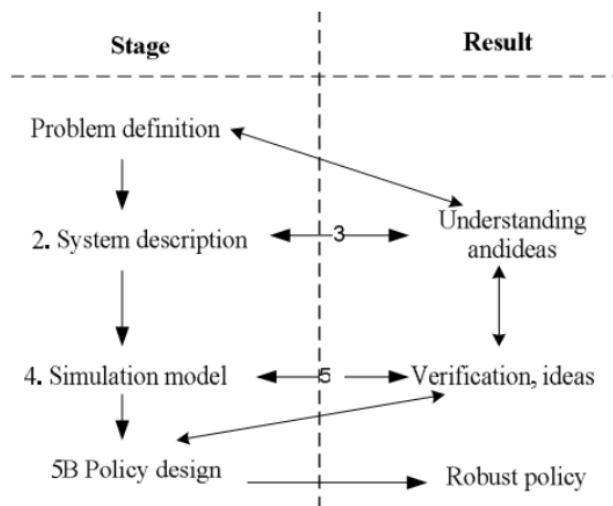 Stage
Result
Problem definition
Understanding
andideas
2. System description
3
4. Simulation model
5
Verification, ideas
5B Policy design
Robust policy